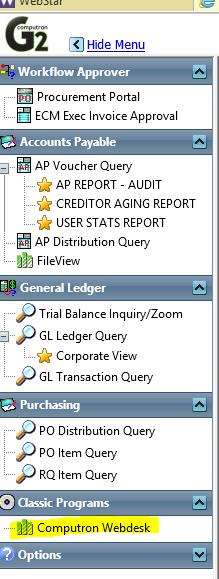 WebStar
computron
G2
Hide Menu
Workflow Approver
Procurement Portal
ECM Exec Invoice Approval
Accounts Payable
AP Voucher Query
AP REPORT - AUDIT
CREDITOR AGING REPORT
USER STATS REPORT
AP Distribution Query
FileView
General Ledger
Trial Balance Inquiry/Zoom
GL Ledger Query
Corporate View
GL Transaction Query
Purchasing
PO Distribution Query
PO Item Query
RQ Item Query
Classic Programs
Computron Webdesk
Options